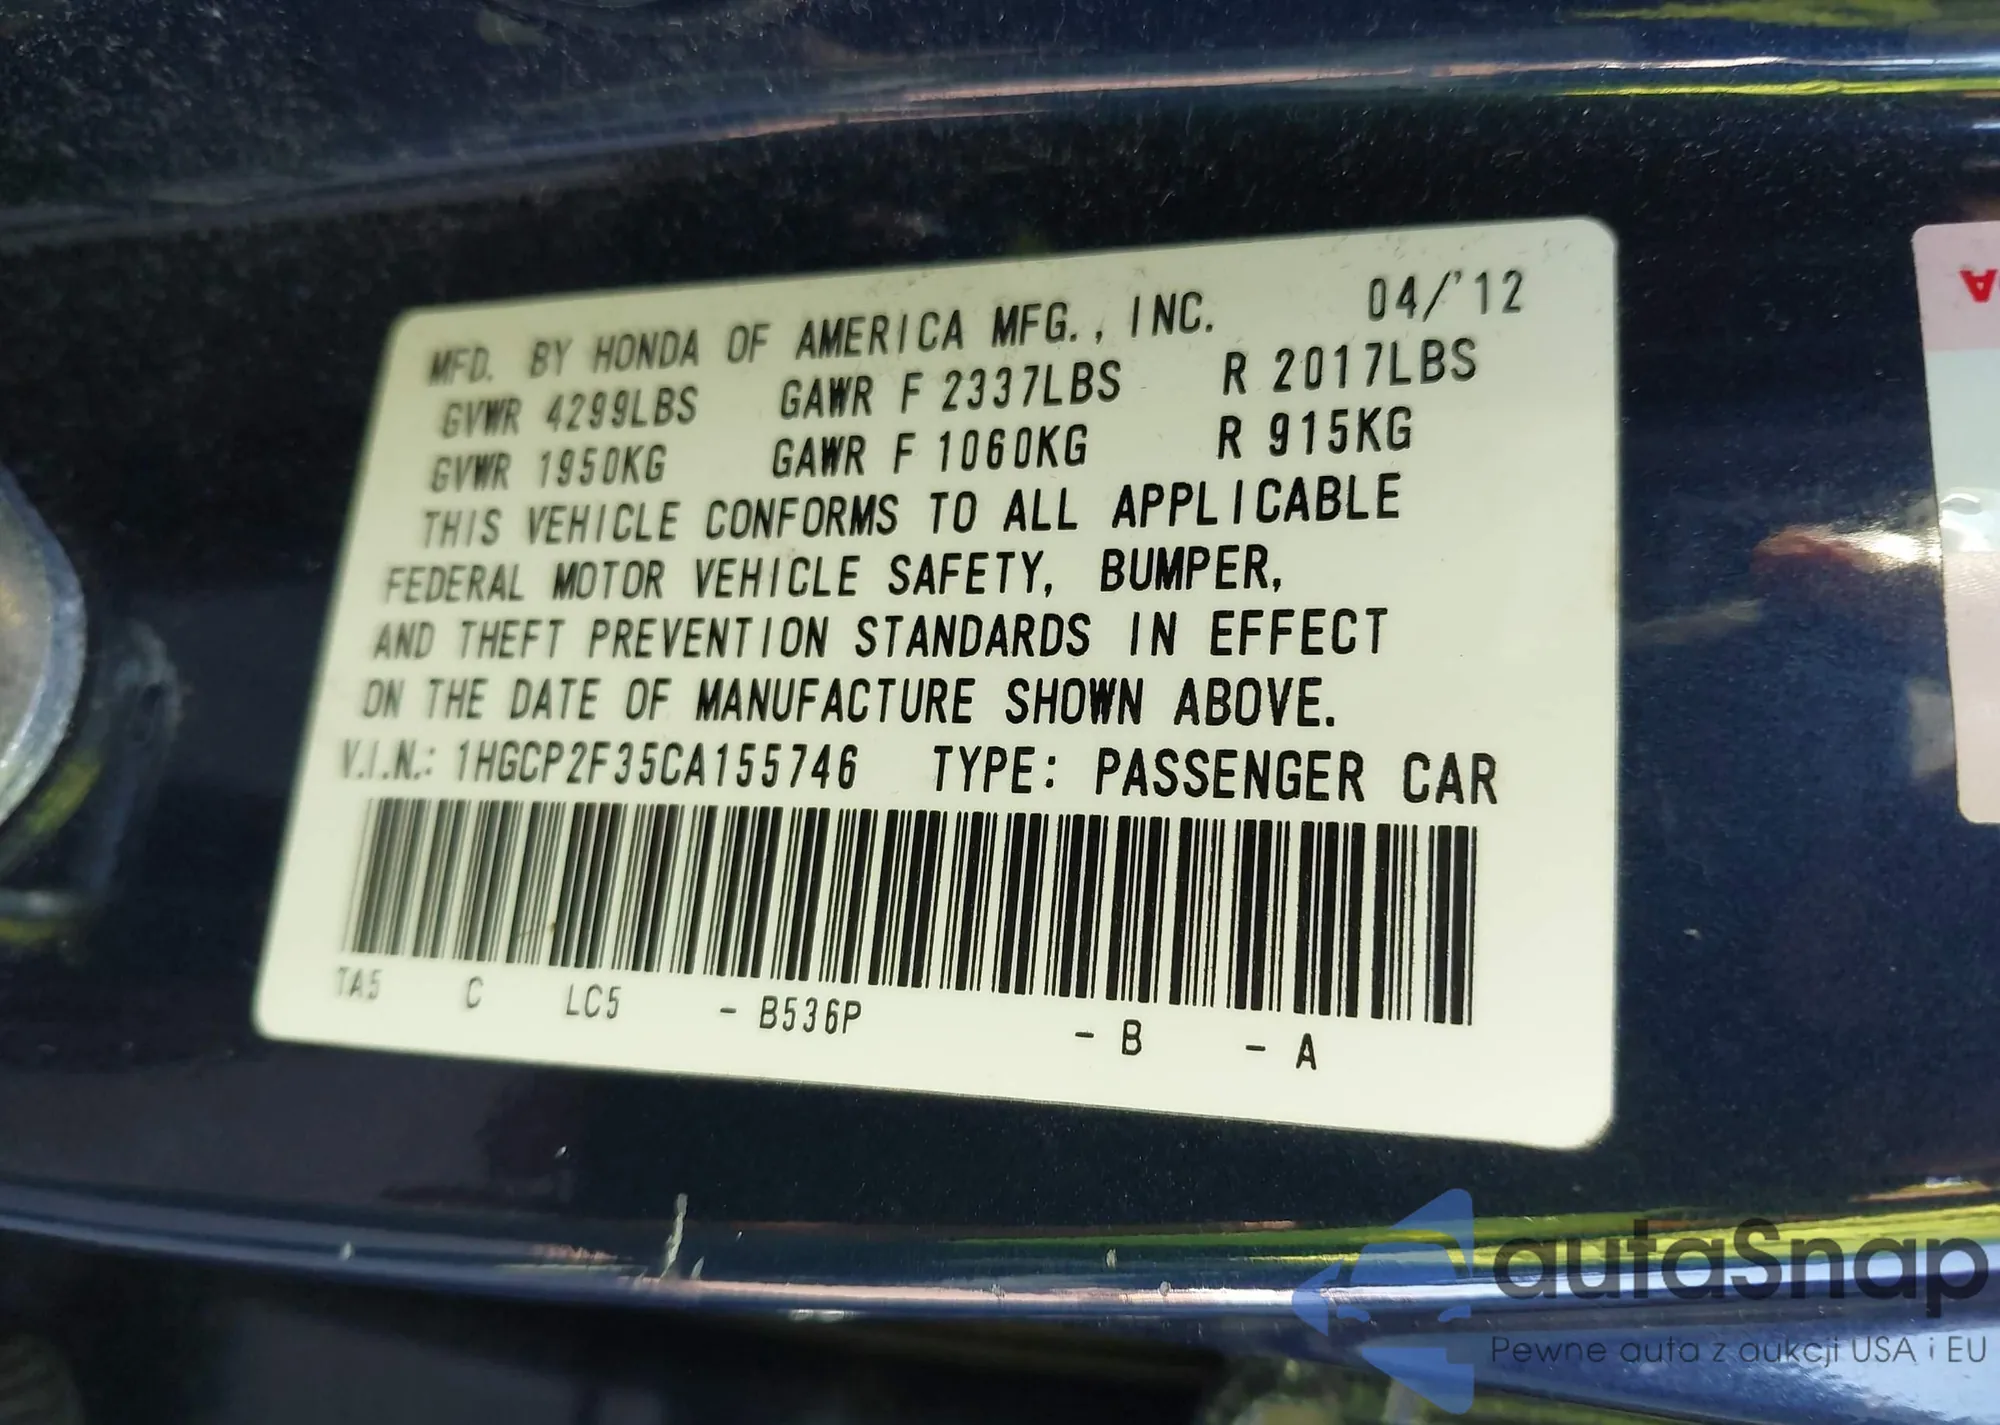 MFD. BY HONDA OF AMERICA MFG., INC. 04/'12
GVWR 4299LBS GAWR F 2337LBS R 2017LBS
GVWR 1950KG GAWR F 1060KG R 915KG
THIS VEHICLE CONFORMS TO ALL APPLICABLE
FEDERAL MOTOR VEHICLE SAFETY, BUMPER,
AND THEFT PREVENTION STANDARDS IN EFFECT
ON THE DATE OF MANUFACTURE SHOWN ABOVE.
V.I.N.: 1HGCP2F35CA155746 TYPE: PASSENGER CAR
TA5 C LC5 - B536P - B - A
autaSnap
Pewne auta z aukcji USA i EU